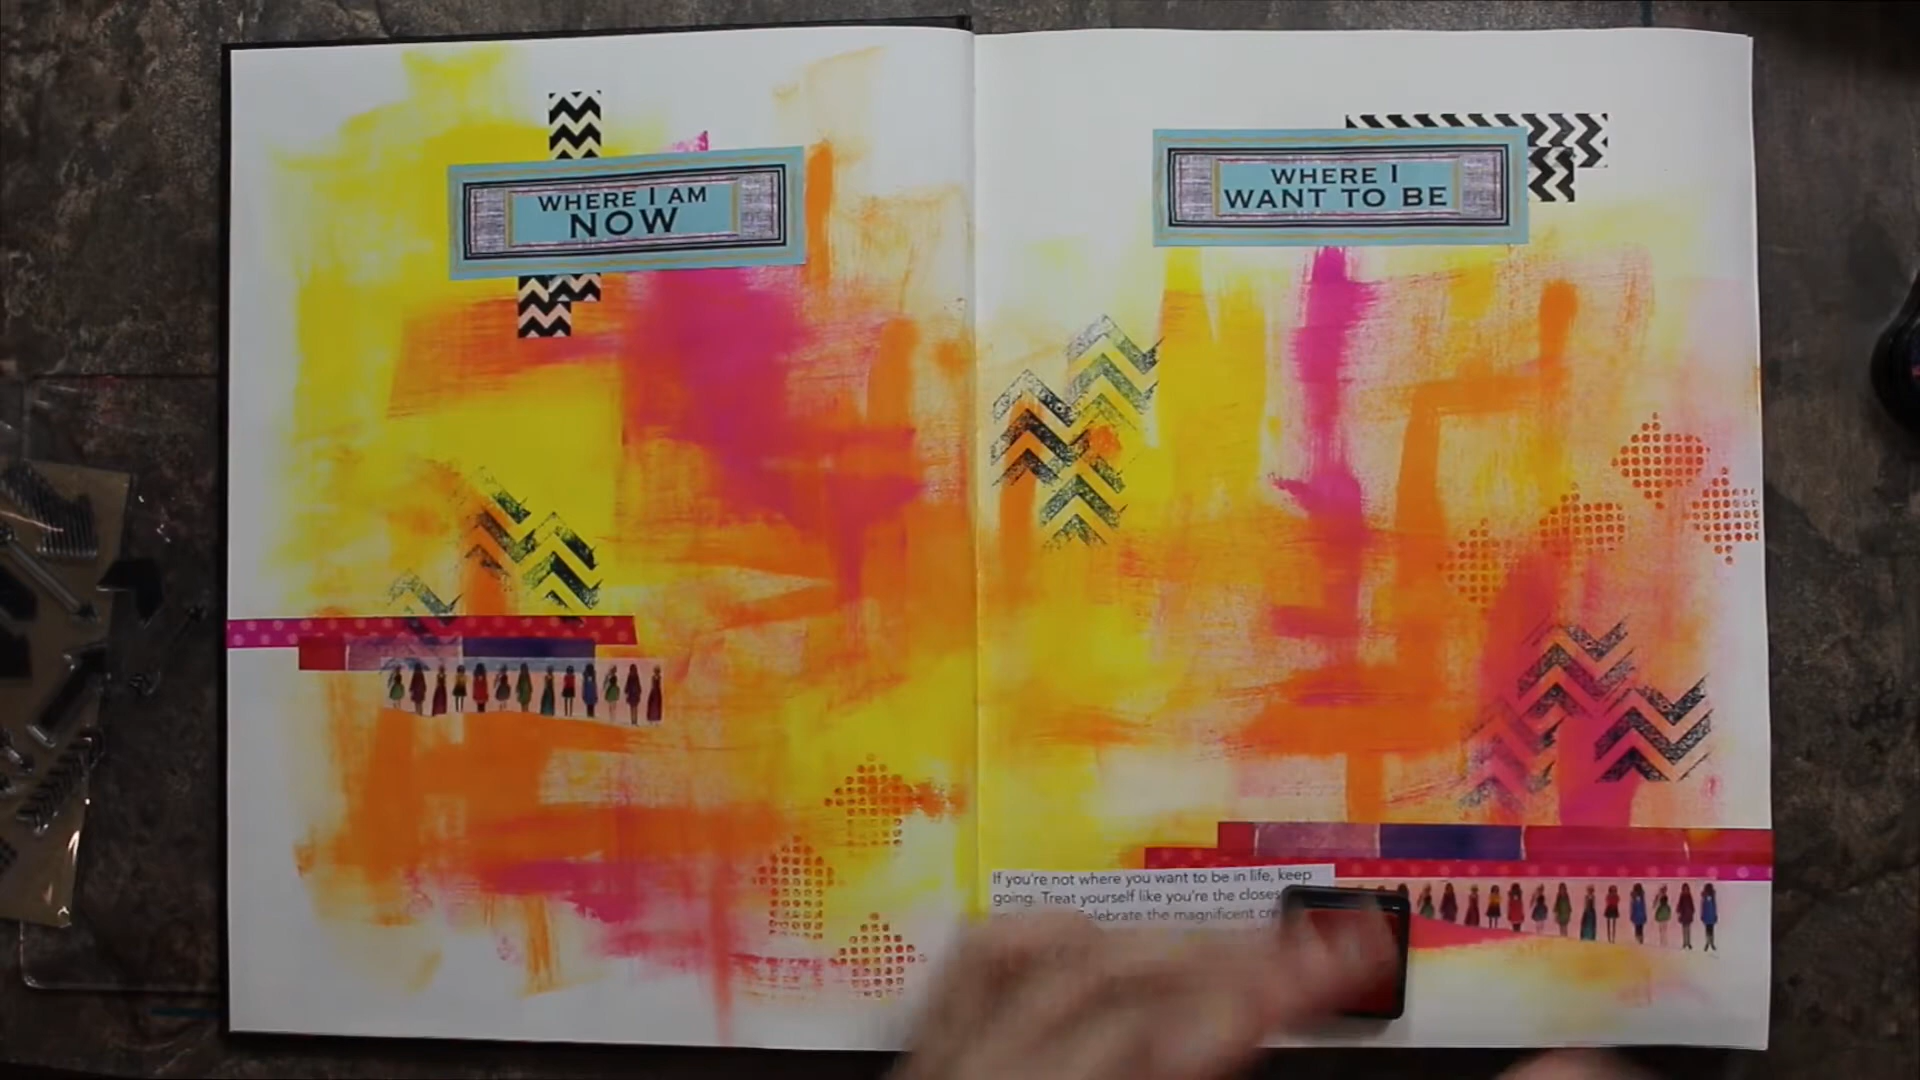 WHERE I AM
NOW
WHERE I
WANT TO BE
If you're not where you want to be in life, keep
going. Treat yourself like you're the closes
Celebrate the magnificent